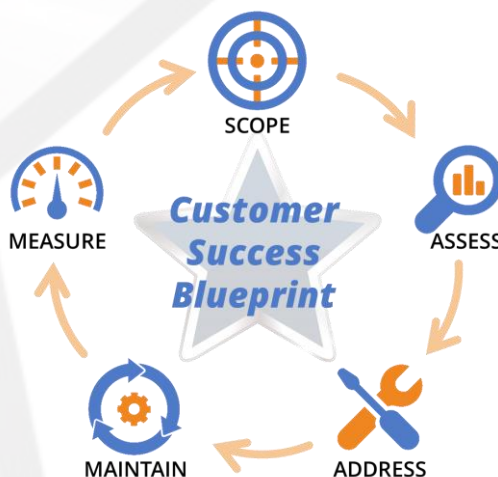 SCOPE
ASSESS
ADDRESS
MAINTAIN
MEASURE
Customer
Success
Blueprint